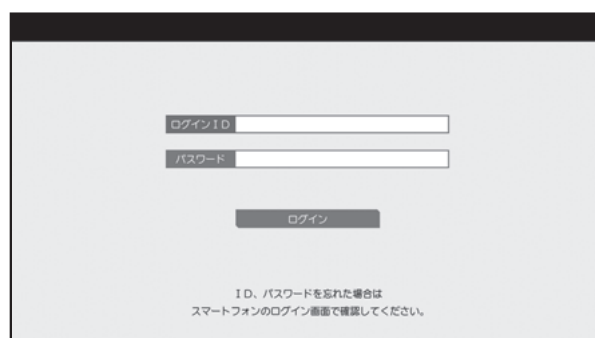 ログインＩＤ
パスワード
ログイン
ＩＤ、パスワードを忘れた場合は
スマートフォンのログイン画面で確認してください。